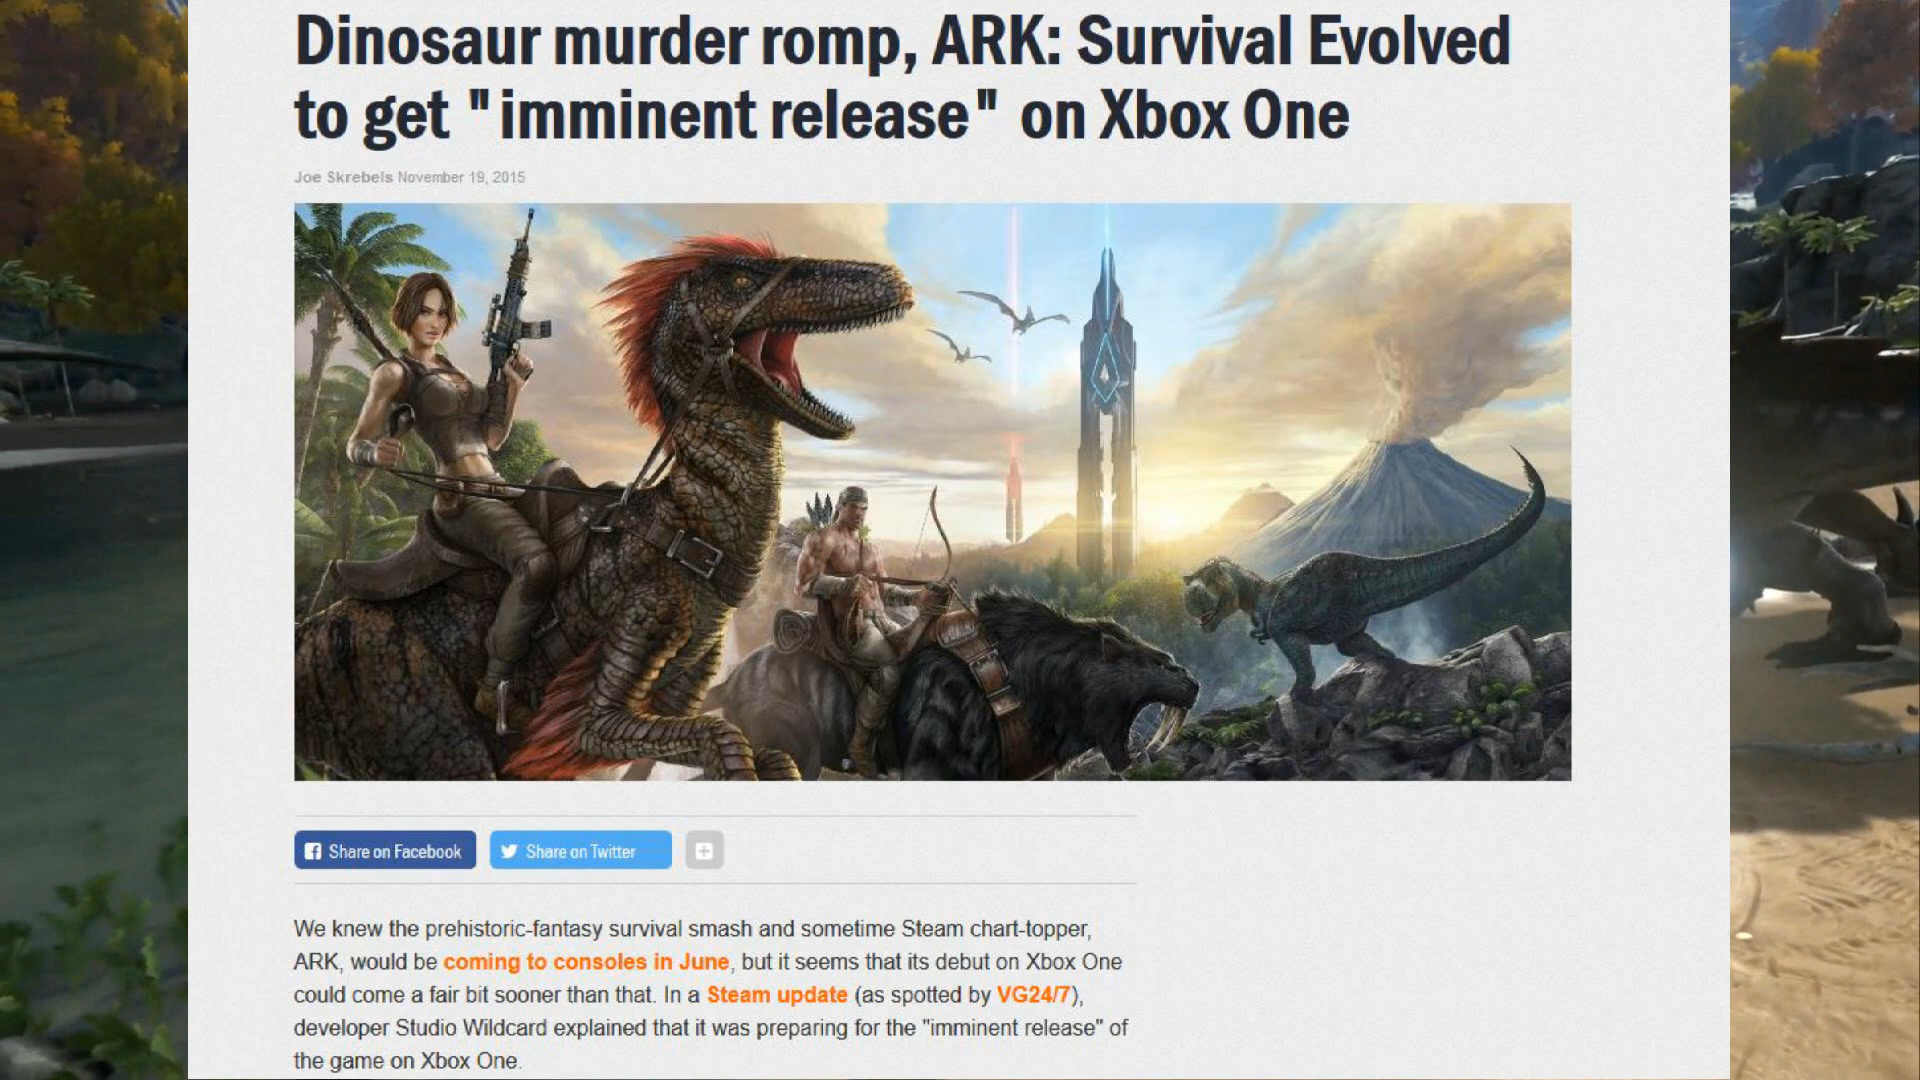 Dinosaur murder romp, ARK: Survival Evolved
to get "imminent release" on Xbox One
Joe Skrebels November 19, 2015
Share on Facebook
Share on Twitter
We knew the prehistoric-fantasy survival smash and sometime Steam chart-topper,
ARK, would be coming to consoles in June, but it seems that its debut on Xbox One
could come a fair bit sooner than that. In a Steam update (as spotted by VG24/7),
developer Studio Wildcard explained that it was preparing for the "imminent release" of
the game on Xbox One.